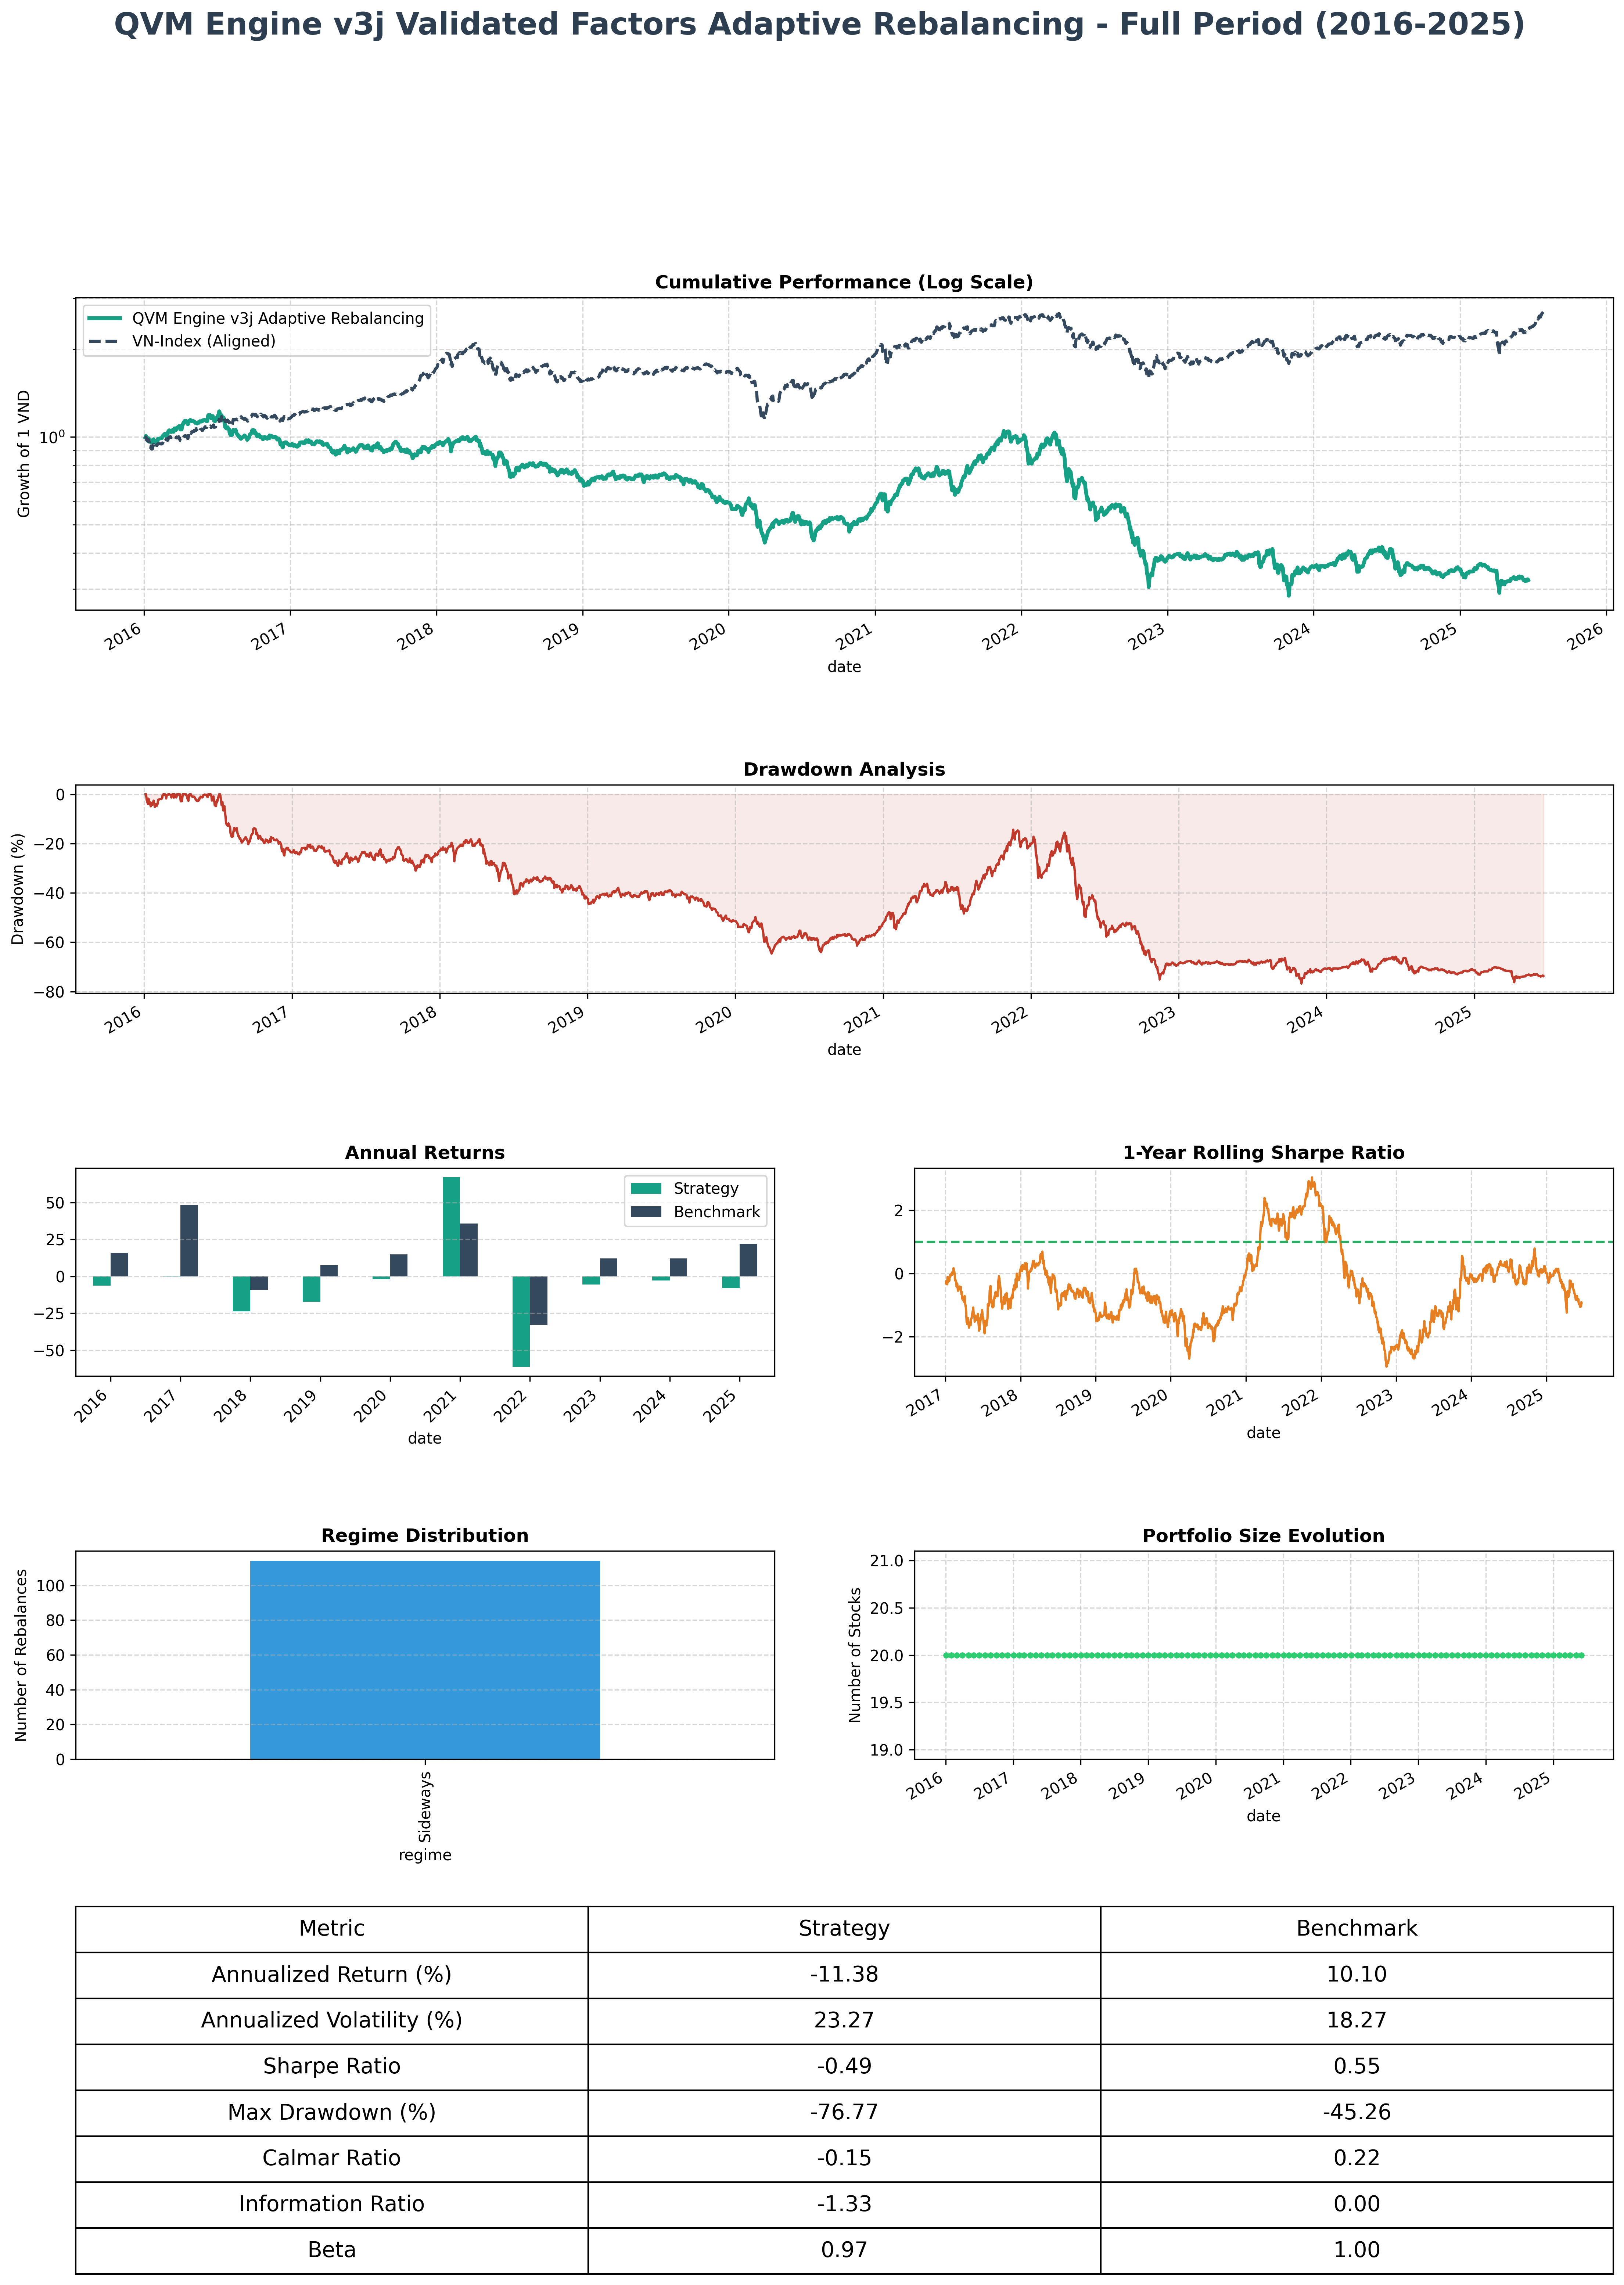 QVM Engine v3j Validated Factors Adaptive Rebalancing - Full Period (2016-2025)
Cumulative Performance (Log Scale)
QVM Engine v3j Adaptive Rebalancing
VN-Index (Aligned)
Growth of 1 VND
10⁰
2016 2017 2018 2019 2020 2021 2022 2023 2024 2025 2026
date
Drawdown Analysis
Drawdown (%)
0
−20
−40
−60
−80
2016 2017 2018 2019 2020 2021 2022 2023 2024 2025
date
Annual Returns
Strategy
Benchmark
50
25
0
−25
−50
2016 2017 2018 2019 2020 2021 2022 2023 2024 2025
date
1-Year Rolling Sharpe Ratio
2
0
−2
2017 2018 2019 2020 2021 2022 2023 2024 2025
date
Regime Distribution
Number of Rebalances
100
80
60
40
20
0
Sideways
regime
Portfolio Size Evolution
Number of Stocks
21.0
20.5
20.0
19.5
19.0
2016 2017 2018 2019 2020 2021 2022 2023 2024 2025
date
Metric Strategy Benchmark
Annualized Return (%) -11.38 10.10
Annualized Volatility (%) 23.27 18.27
Sharpe Ratio -0.49 0.55
Max Drawdown (%) -76.77 -45.26
Calmar Ratio -0.15 0.22
Information Ratio -1.33 0.00
Beta 0.97 1.00